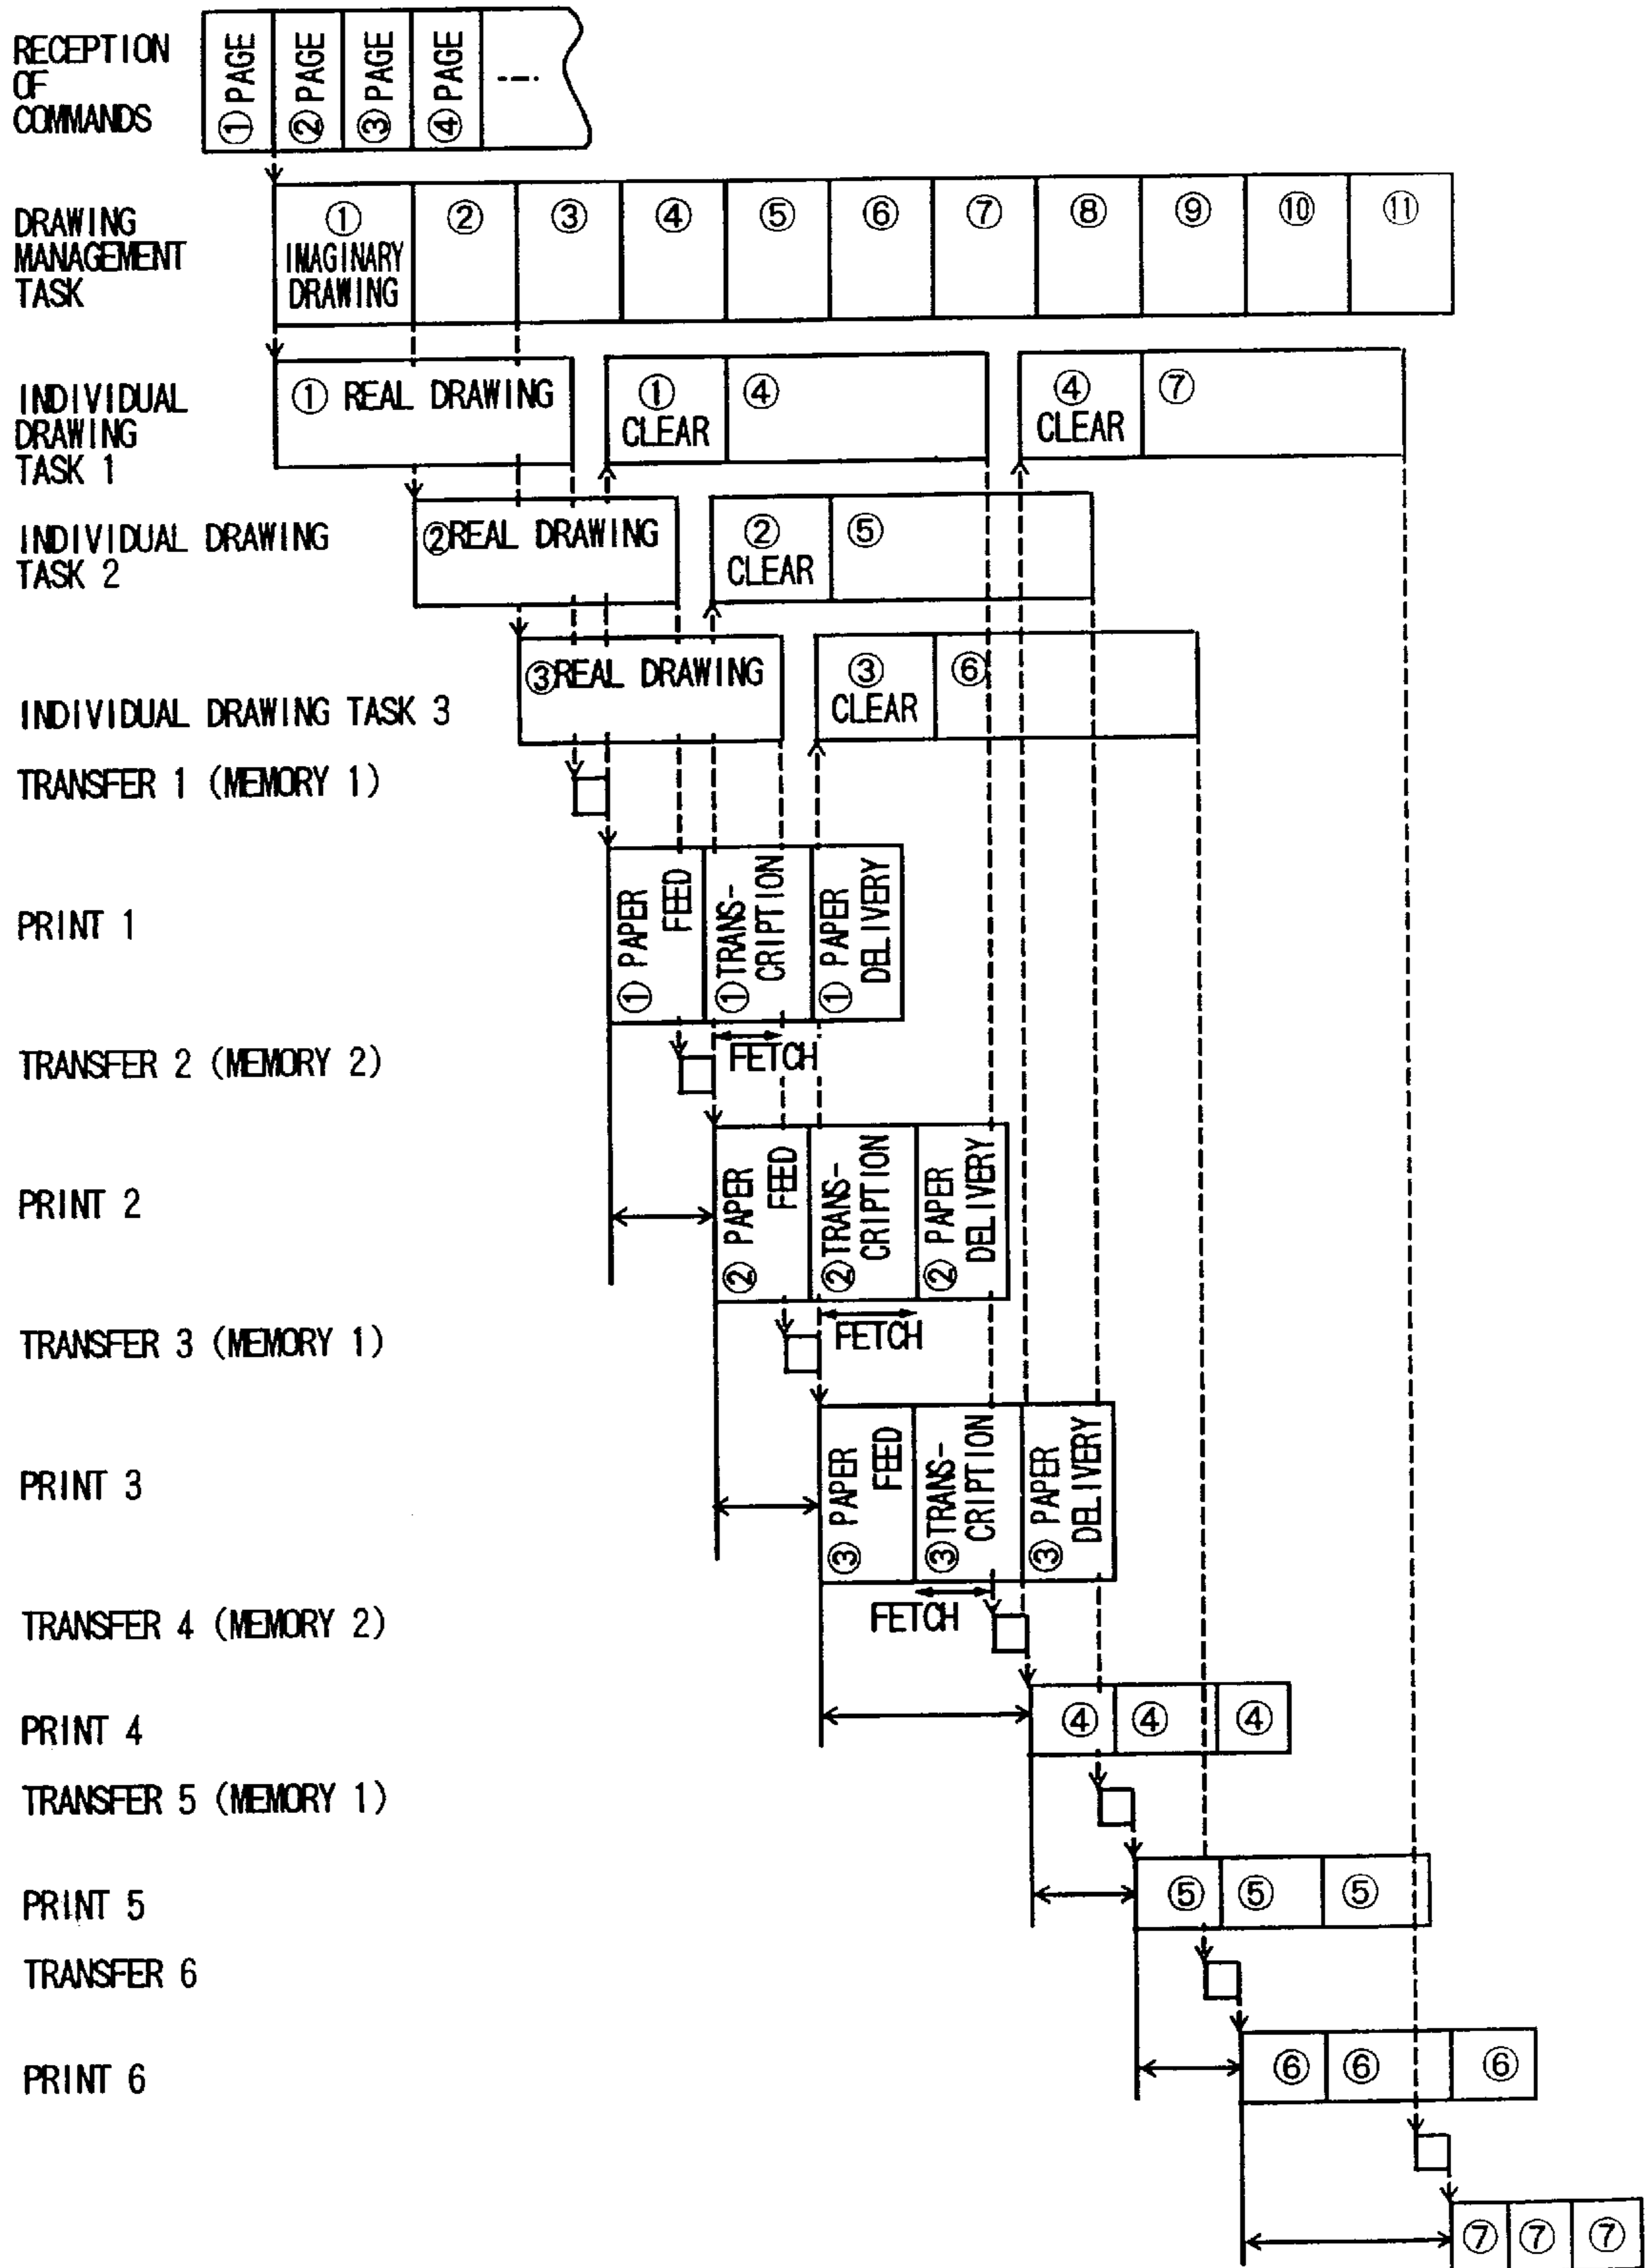 RECEPTION
OF
COMMANDS
① PAGE
② PAGE
③ PAGE
④ PAGE
----
DRAWING
MANAGEMENT
TASK
①
IMAGINARY
DRAWING
②
③
④
⑤
⑥
⑦
⑧
⑨
⑩
⑪
INDIVIDUAL
DRAWING
TASK 1
① REAL DRAWING
①
CLEAR
④
④
CLEAR
⑦
INDIVIDUAL DRAWING
TASK 2
②REAL DRAWING
②
CLEAR
⑤
INDIVIDUAL DRAWING TASK 3
③REAL DRAWING
③
CLEAR
⑥
TRANSFER 1 (MEMORY 1)
PRINT 1
① PAPER
FEED
①TRANS-
CRIPTION
① PAPER
DELIVERY
TRANSFER 2 (MEMORY 2)
FETCH
PRINT 2
② PAPER
FEED
②TRANS-
CRIPTION
② PAPER
DELIVERY
TRANSFER 3 (MEMORY 1)
FETCH
PRINT 3
③ PAPER
FEED
③TRANS-
CRIPTION
③ PAPER
DELIVERY
TRANSFER 4 (MEMORY 2)
FETCH
PRINT 4
④ ④ ④
TRANSFER 5 (MEMORY 1)
PRINT 5
⑤ ⑤ ⑤
TRANSFER 6
PRINT 6
⑥ ⑥ ⑥
⑦ ⑦ ⑦